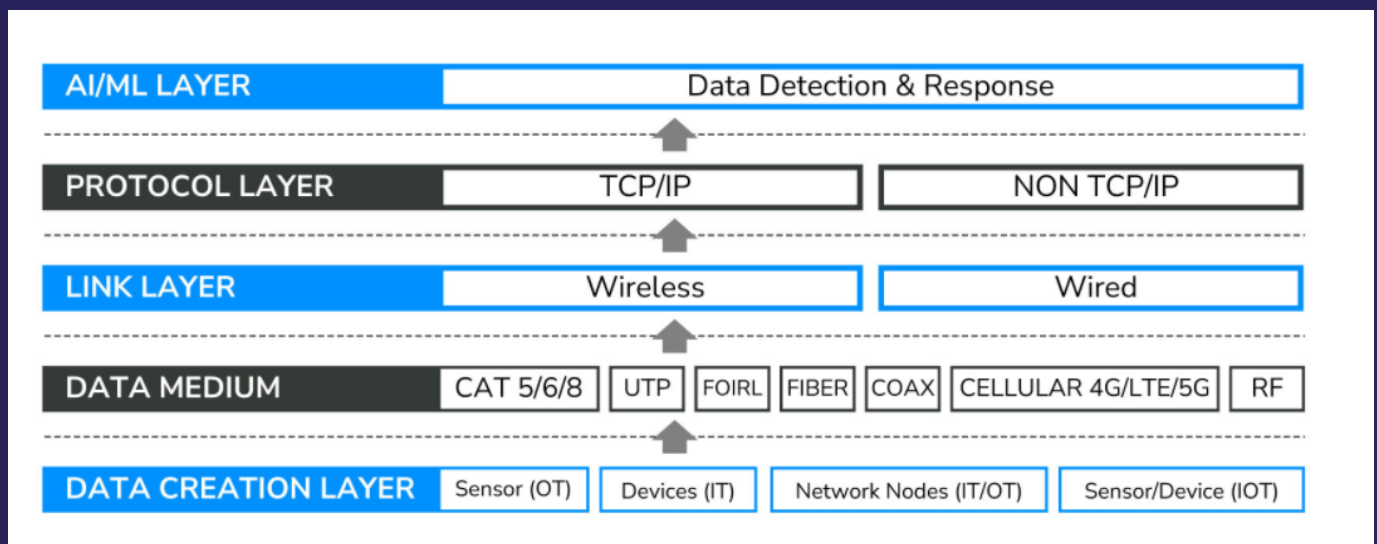 AI/ML LAYER Data Detection & Response
PROTOCOL LAYER TCP/IP NON TCP/IP
LINK LAYER Wireless Wired
DATA MEDIUM CAT 5/6/8 UTP FOIRL FIBER COAX CELLULAR 4G/LTE/5G RF
DATA CREATION LAYER Sensor (OT) Devices (IT) Network Nodes (IT/OT) Sensor/Device (IOT)